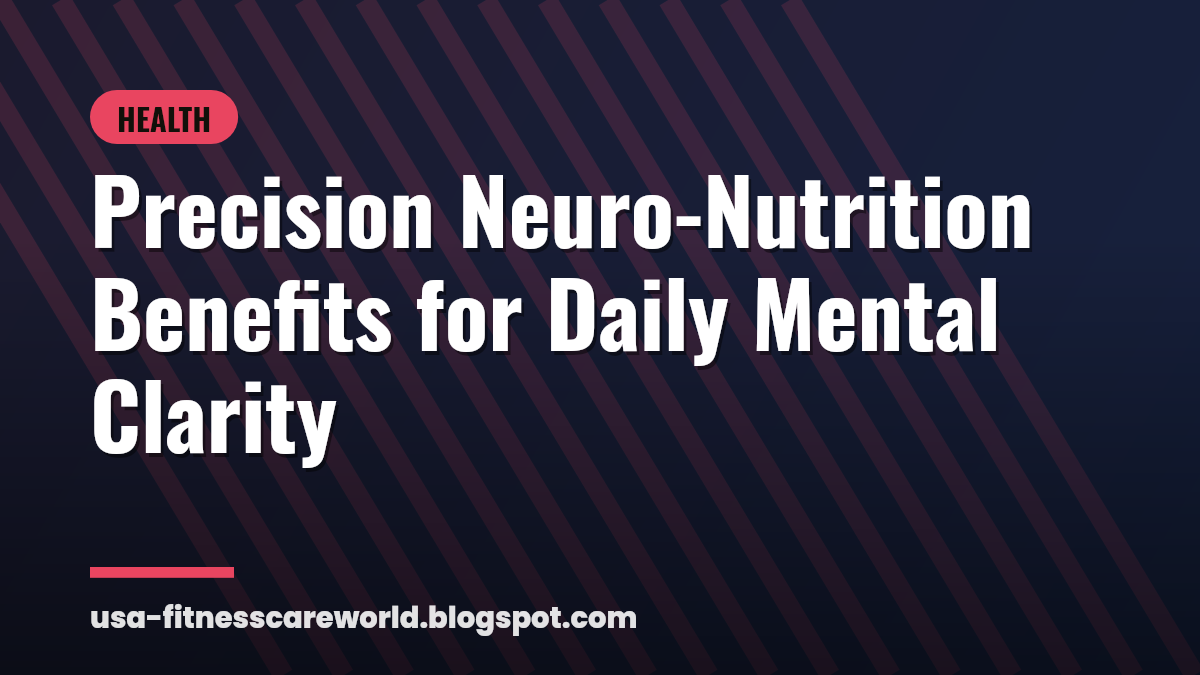 HEALTH
Precision Neuro-Nutrition
Benefits for Daily Mental
Clarity
usa-fitnesscareworld.blogspot.com